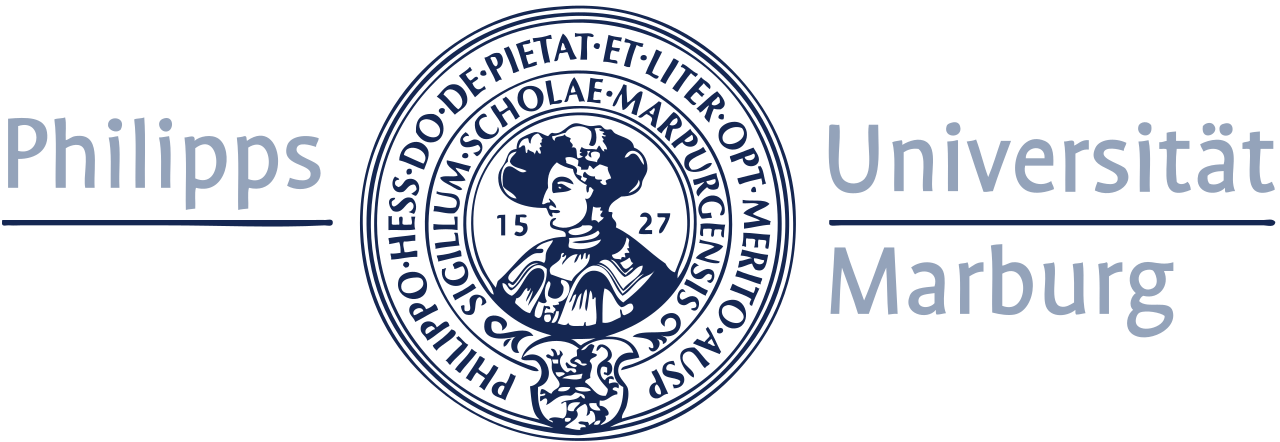 Philipps
Universität
Marburg
PHILIPPO·HESS·DO·DE·PIETAT·ET·LITER·OPT·MERITO·AUSP
SIGILLUM·SCHOLAE·MARPURGENSIS
15 27